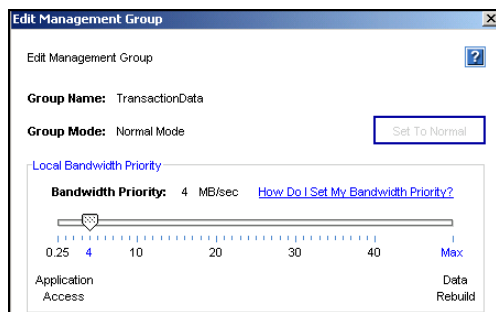 Edit Management Group
Edit Management Group
Group Name: TransactionData
Group Mode: Normal Mode
Set To Normal
Local Bandwidth Priority
Bandwidth Priority: 4 MB/sec How Do I Set My Bandwidth Priority?
0.25 4 10 20 30 40 Max
Application Data
Access Rebuild